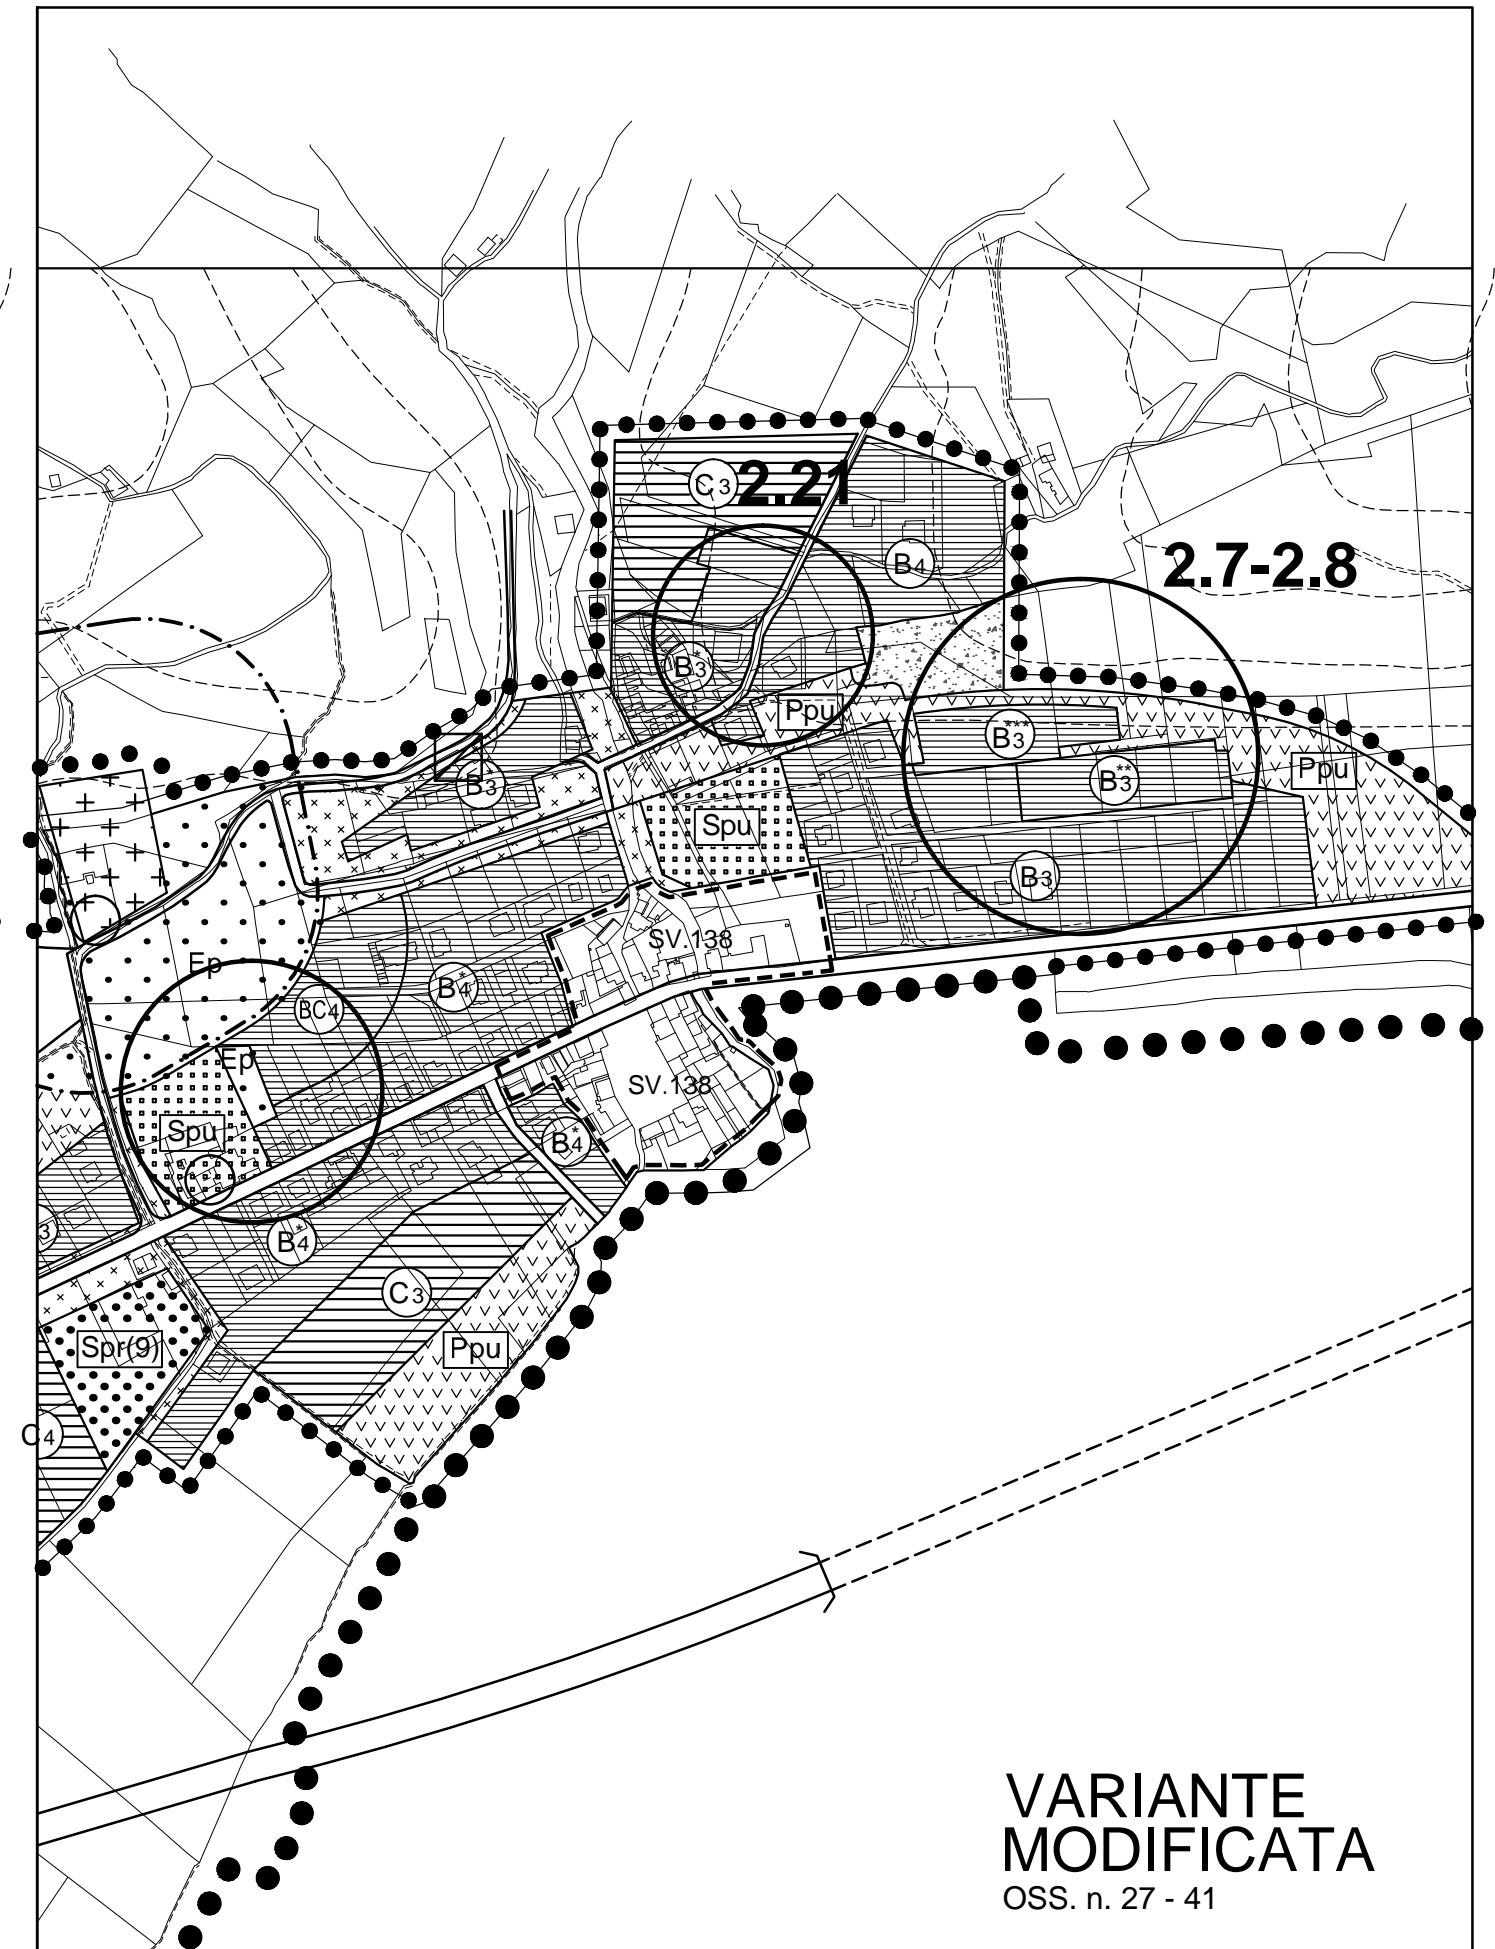 C3 2.21
B4
2.7-2.8
B3*
Ppu
B3***
B3*
B3**
Ppu
Spu
B3
SV.138
Ep
B4*
BC4
Ep
SV.138
Spu
B4*
3
B4*
C3
Spr(9)
Ppu
C4
VARIANTE
MODIFICATA
OSS. n. 27 - 41